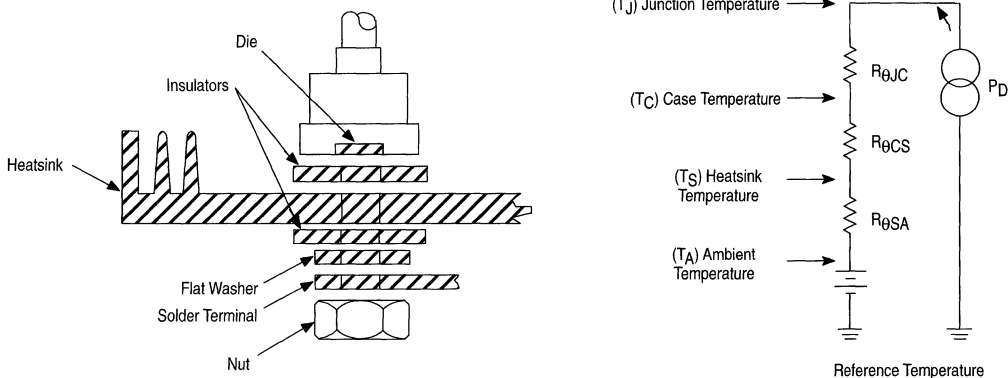 Die
Insulators
Heatsink
Flat Washer
Solder Terminal
Nut
(TJ) Junction Temperature
RθJC
PD
(TC) Case Temperature
RθCS
(TS) Heatsink
Temperature
RθSA
(TA) Ambient
Temperature
Reference Temperature